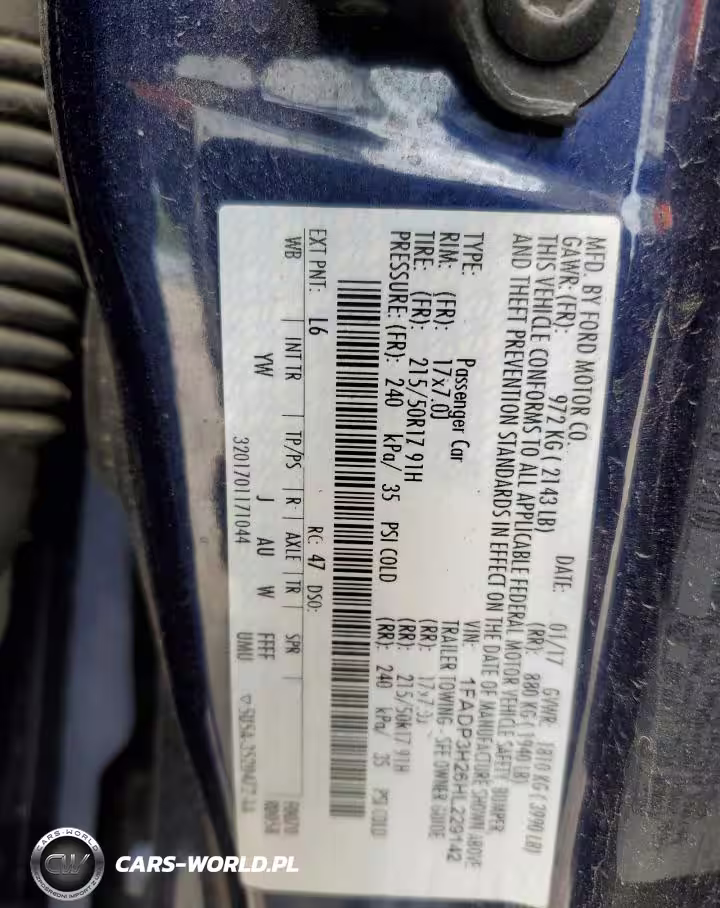 MFD. BY FORD MOTOR CO.
DATE: 01/17 GVWR: 1810 KG ( 3990 LB)
GAWR: (FR): 972 KG ( 2143 LB) (RR): 880 KG ( 1940 LB)
THIS VEHICLE CONFORMS TO ALL APPLICABLE FEDERAL MOTOR VEHICLE SAFETY, BUMPER
AND THEFT PREVENTION STANDARDS IN EFFECT ON THE DATE OF MANUFACTURE SHOWN ABOVE.
VIN: 1FADP3H26HL229142
TYPE: Passenger Car TRAILER TOWING - SEE OWNER GUIDE
RIM: (FR): 17x7.0J (RR): 17x7.0J
TIRE: (FR): 215/50R17 91H (RR): 215/50R17 91H
PRESSURE: (FR): 240 kPa/ 35 PSI COLD (RR): 240 kPa/ 35 PSI COLD
EXT PNT: L6 RC: 47 DSO:
WB INT TR TP/PS R AXLE TR SPR
YW J AU W FFFF
3201701171044 UMU
CW
CARS-WORLD.PL